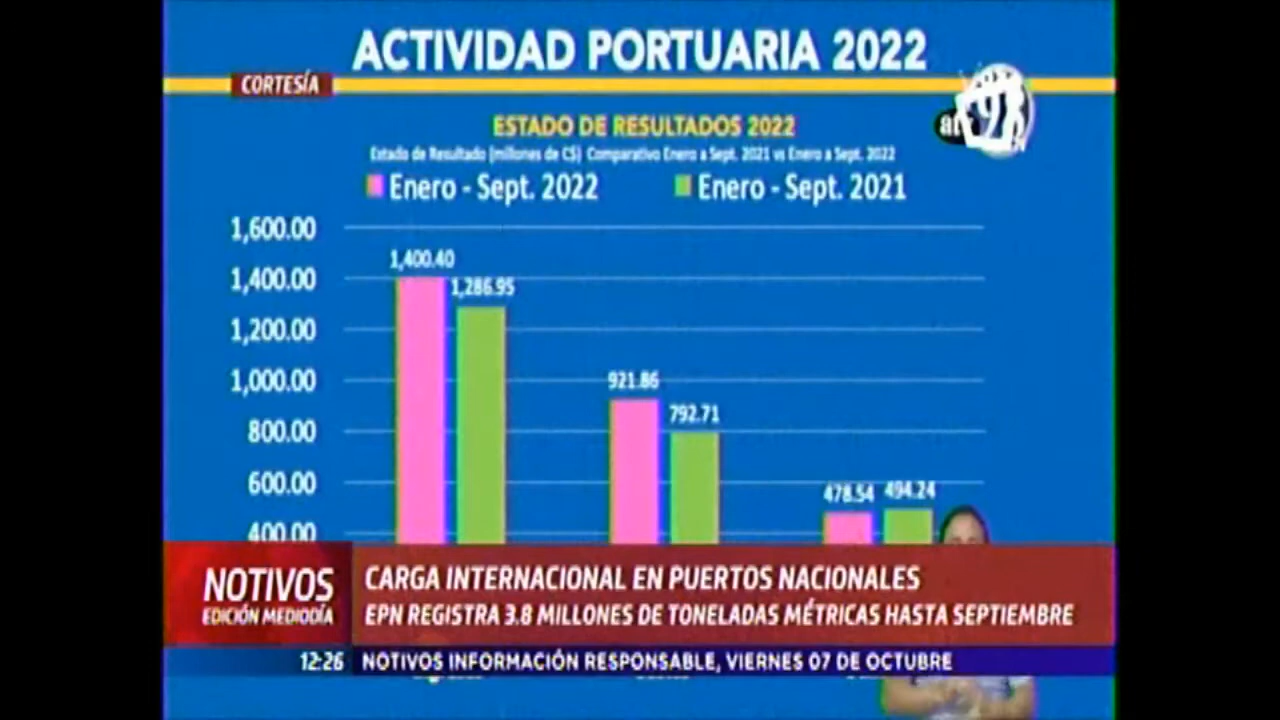 ACTIVIDAD PORTUARIA 2022
CORTESÍA
ESTADO DE RESULTADOS 2022
Estado de Resultado (millones de C$) Comparativo Enero a Sept. 2021 vs Enero a Sept. 2022
Enero - Sept. 2022
Enero - Sept. 2021
1,600.00
1,400.00
1,200.00
1,000.00
800.00
600.00
400.00
1,400.40
1,286.95
921.86
792.71
478.54
494.24
NOTIVOS
EDICIÓN MEDIODÍA
CARGA INTERNACIONAL EN PUERTOS NACIONALES
EPN REGISTRA 3.8 MILLONES DE TONELADAS MÉTRICAS HASTA SEPTIEMBRE
12:26
NOTIVOS INFORMACIÓN RESPONSABLE, VIERNES 07 DE OCTUBRE